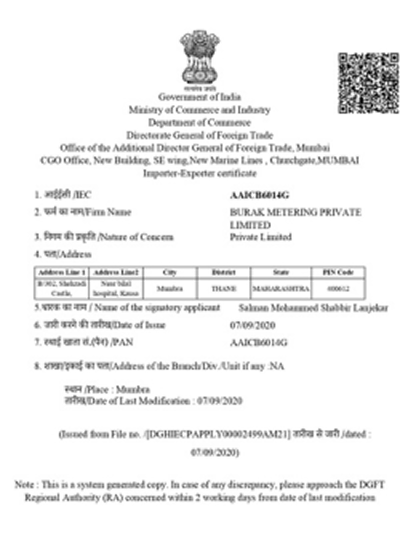 सत्यमेव जयते
Government of India
Ministry of Commerce and Industry
Department of Commerce
Directorate General of Foreign Trade
Office of the Additional Director General of Foreign Trade, Mumbai
CGO Office, New Building, SE wing,New Marine Lines , Churchgate,MUMBAI
Importer-Exporter certificate
1. आईईसी /IEC AAICB6014G
2. फर्म का नाम/Firm Name BURAK METERING PRIVATE LIMITED
3. निगम की प्रकृति /Nature of Concern Private Limited
4. पता/Address
Address Line 1 Address Line2 City District State PIN Code
B/302, Shehzadi Castle, Near bilal hospital, Kausa Mumbra THANE MAHARASHTRA 400612
5.धारक का नाम / Name of the signatory applicant Salman Mohammed Shabbir Lanjekar
6. जारी करने की तारीख/Date of Issue 07/09/2020
7. स्थाई खाता सं.(पैन) /PAN AAICB6014G
8. शाखा/इकाई का पता/Address of the Branch/Div./Unit if any :NA
स्थान /Place : Mumbra
तारीख/Date of Last Modification : 07/09/2020
(Issued from File no. /[DGHIECPAPPLY00002499AM21] तारीख से जारी /dated :
07/09/2020)
Note : This is a system generated copy. In case of any discrepancy, please approach the DGFT
Regional Authority (RA) concerned within 2 working days from date of last modification